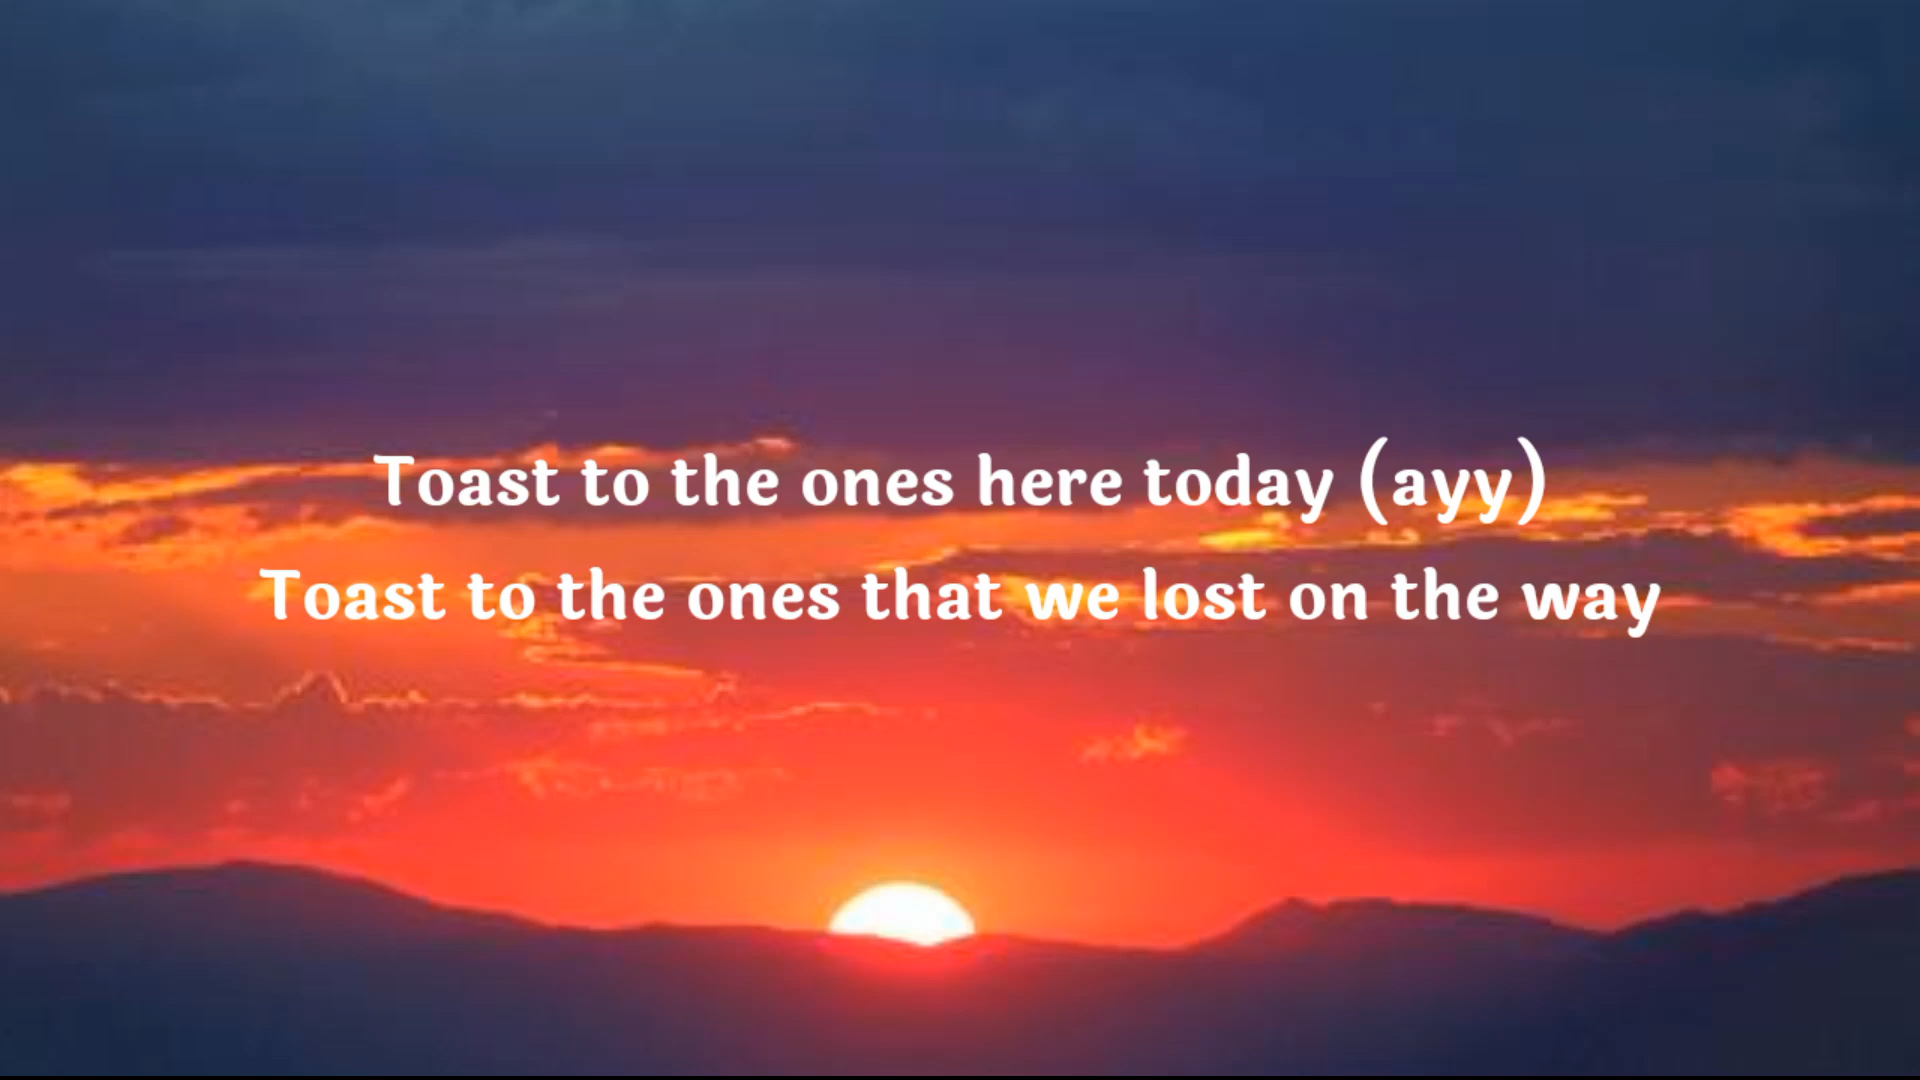 Toast to the ones here today (ayy)
Toast to the ones that we lost on the way